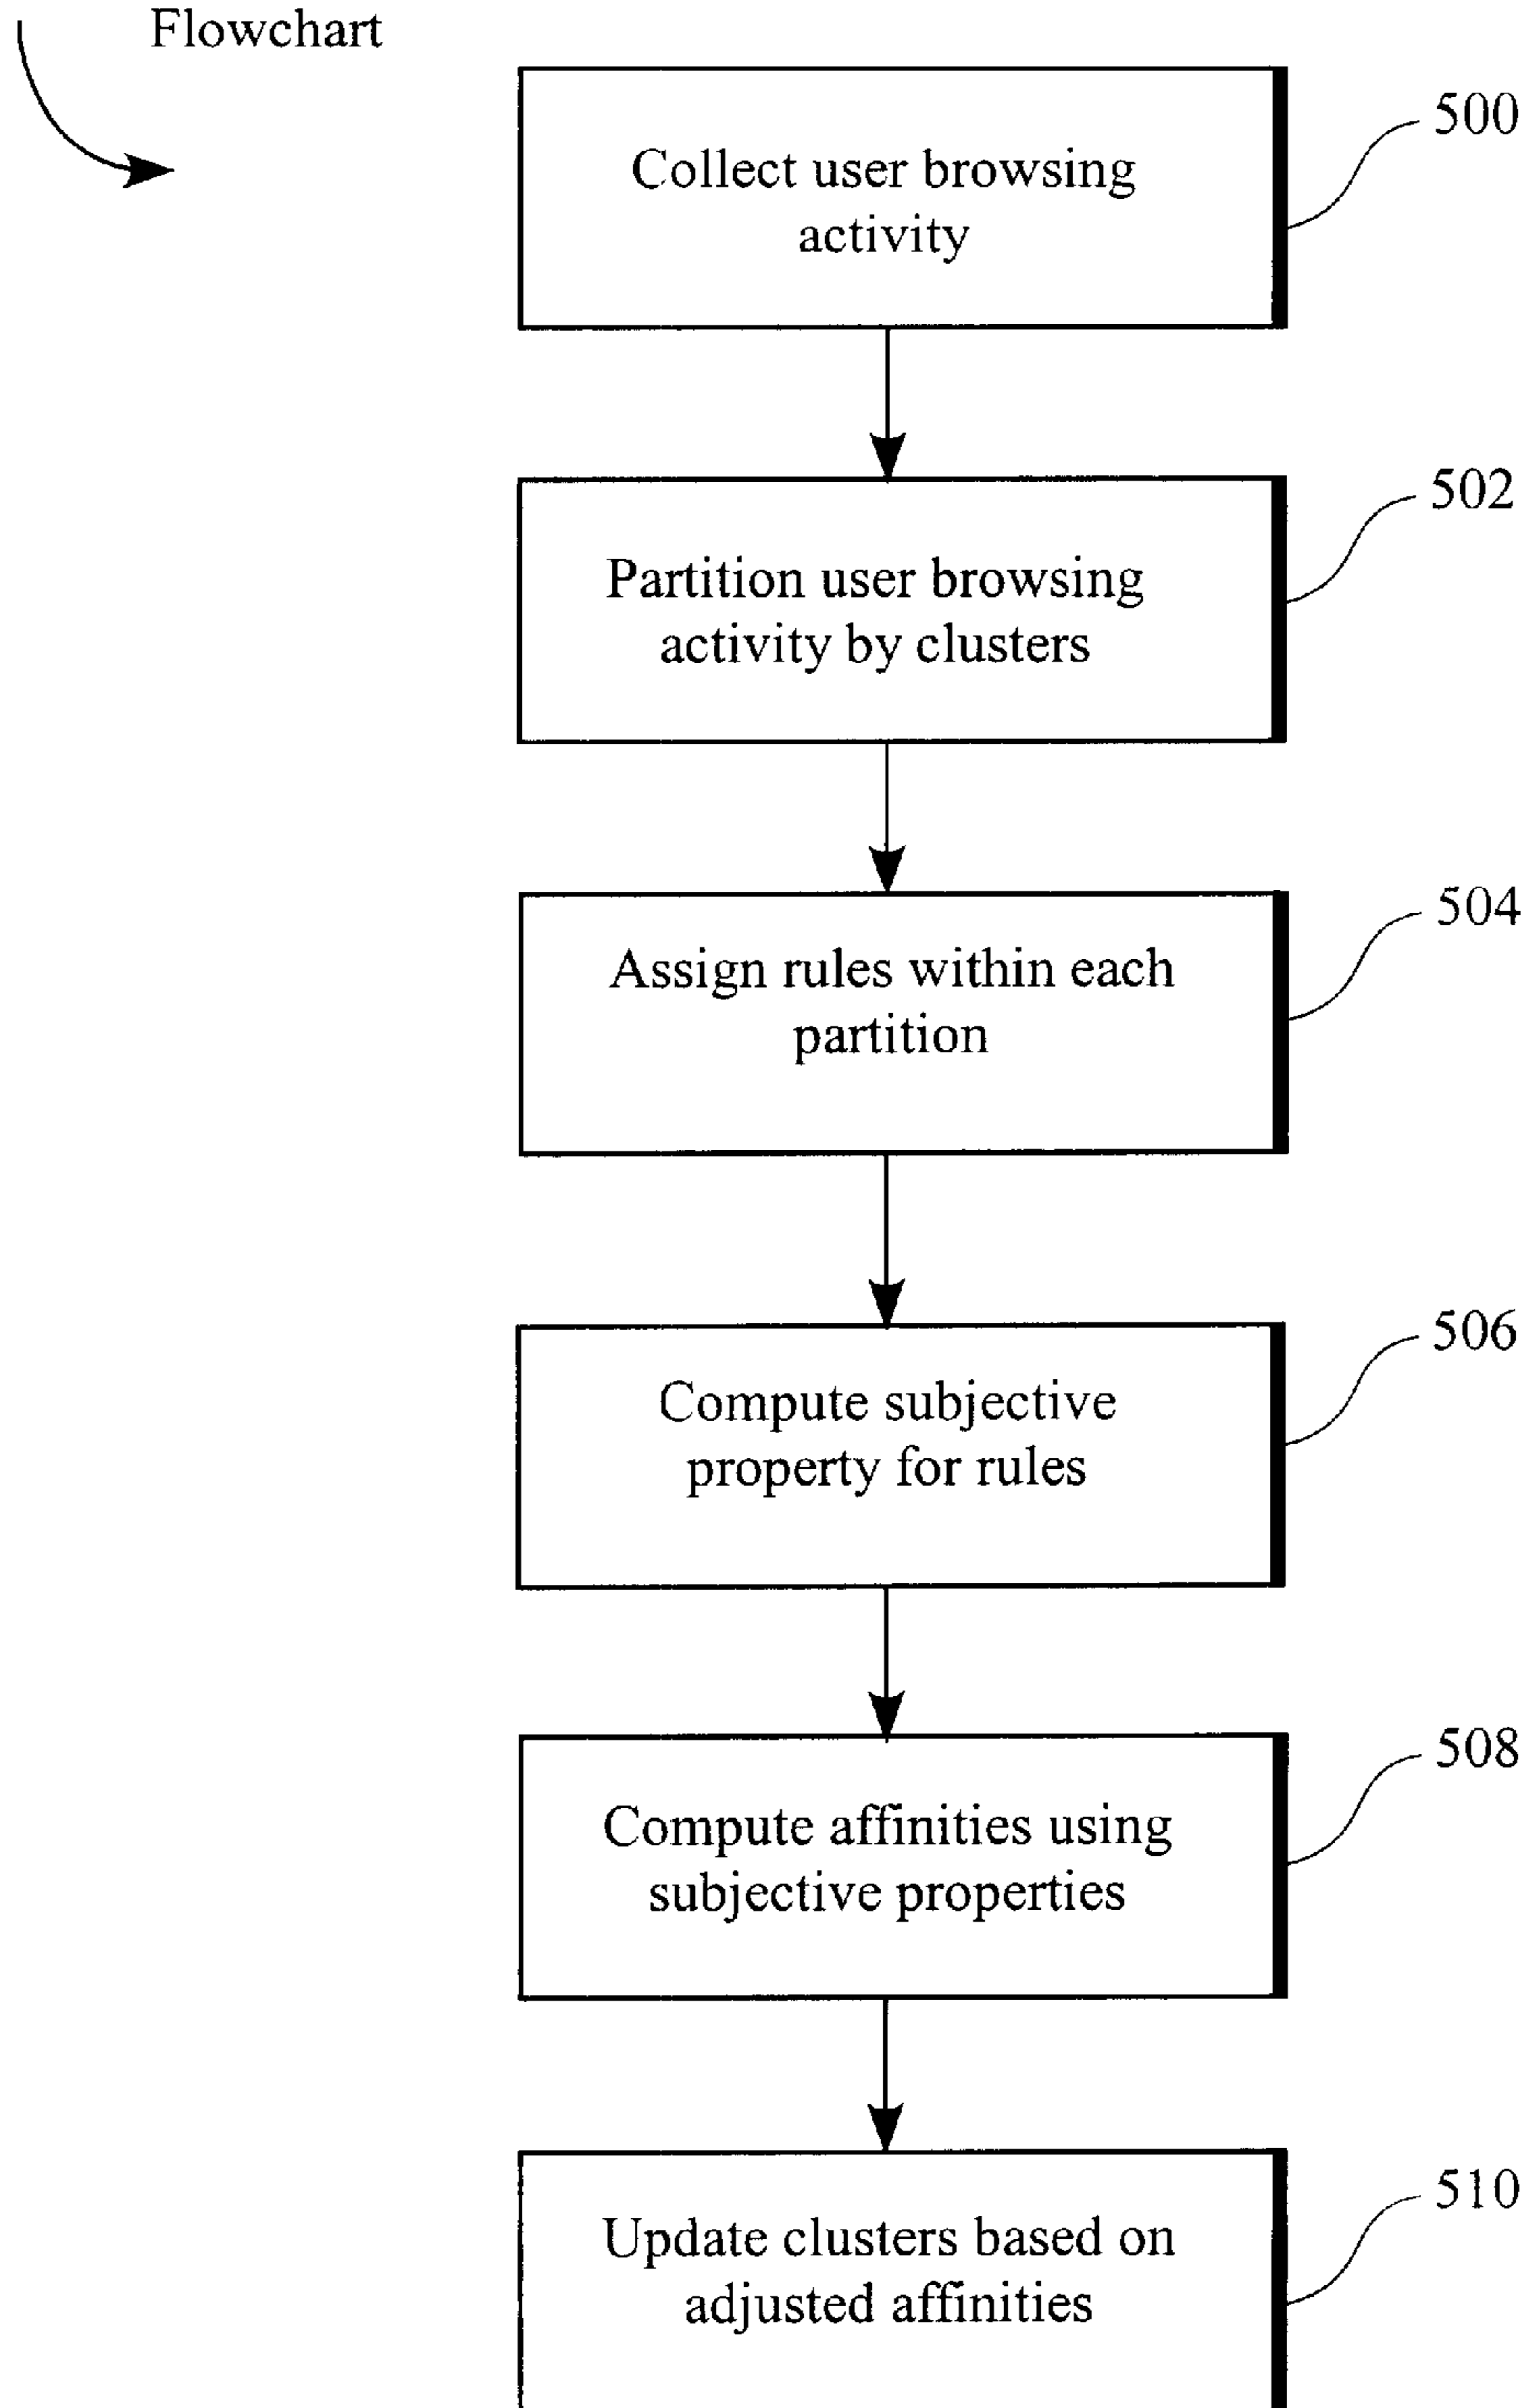 Flowchart
500
Collect user browsing
activity
502
Partition user browsing
activity by clusters
504
Assign rules within each
partition
506
Compute subjective
property for rules
508
Compute affinities using
subjective properties
510
Update clusters based on
adjusted affinities